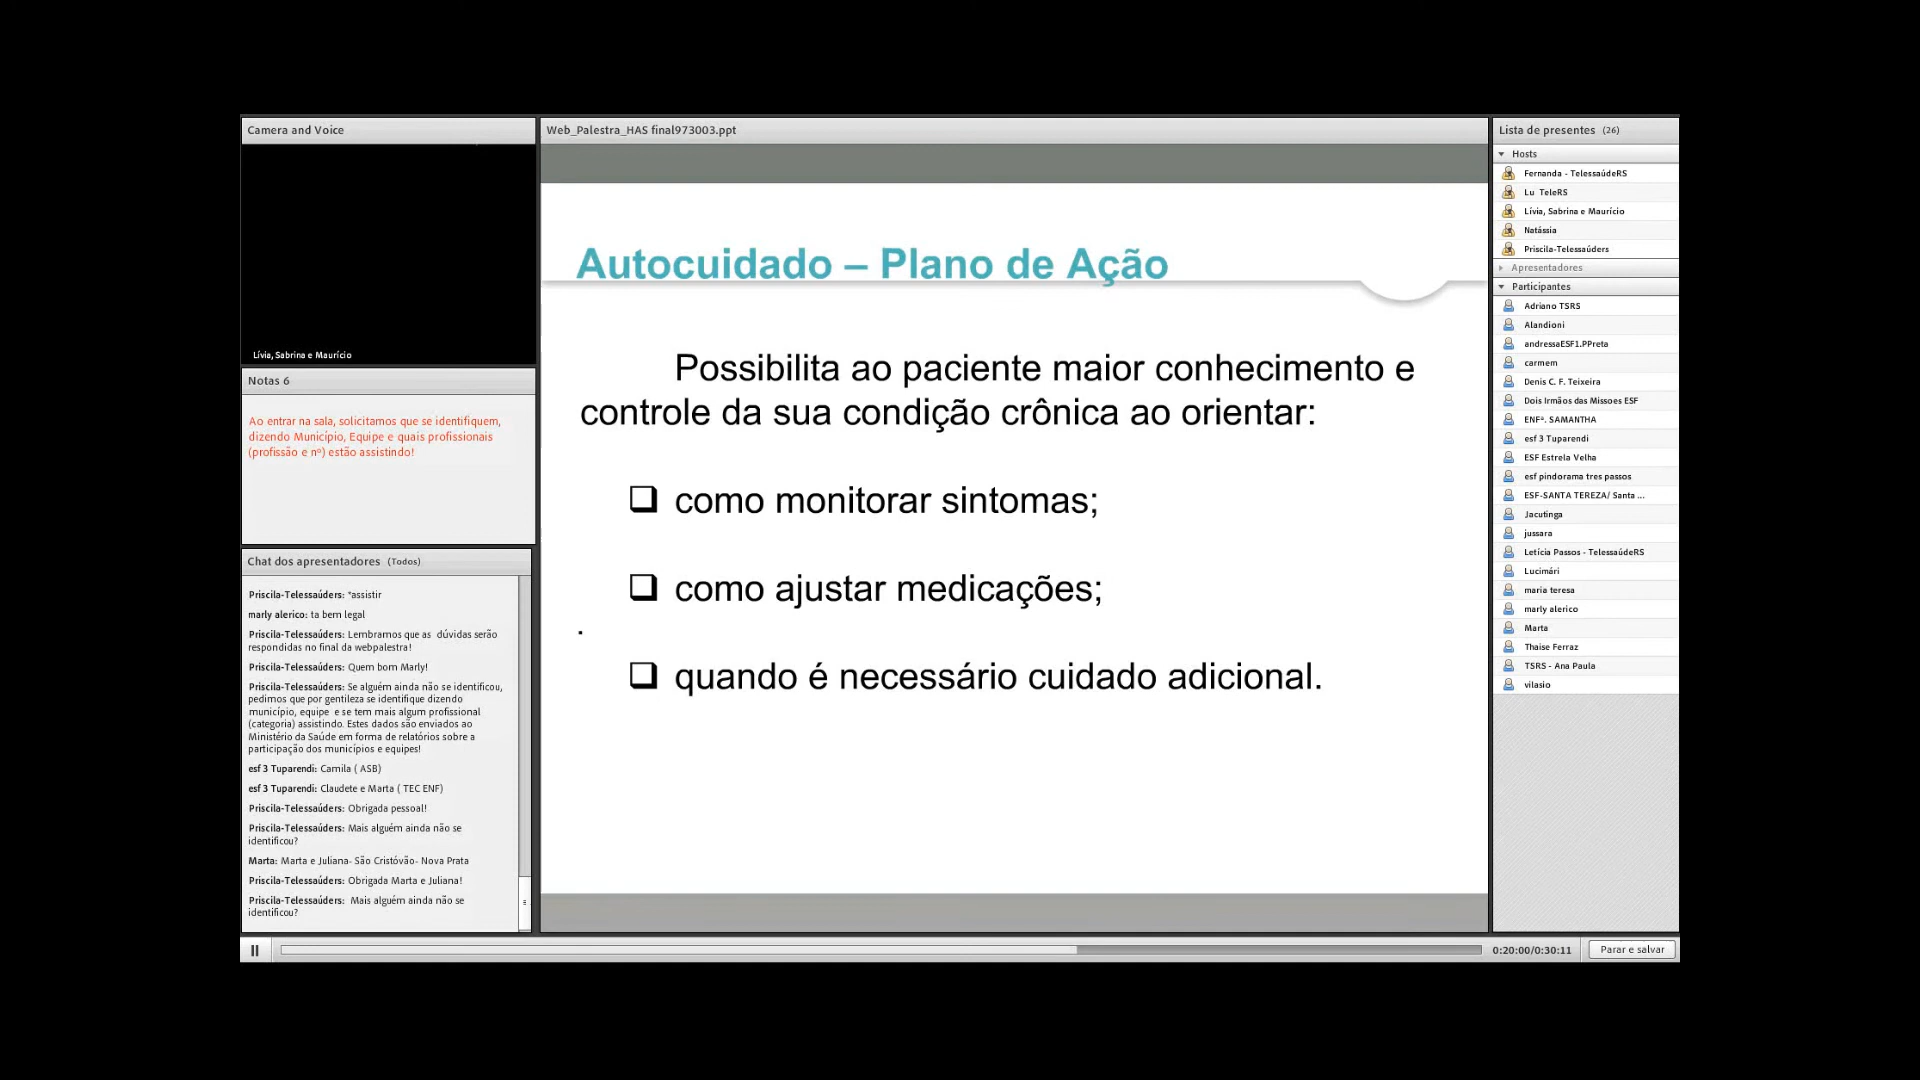 Camera and Voice
Lívia, Sabrina e Maurício
Notas 6
Ao entrar na sala, solicitamos que se identifiquem,
dizendo Município, Equipe e quais profissionais
(profissão e nº) estão assistindo!
Chat dos apresentadores (Todos)
Priscila-Telessaúders: *assistir
marly alerico: ta bem legal
Priscila-Telessaúders: Lembramos que as dúvidas serão
respondidas no final da webpalestra!
Priscila-Telessaúders: Quem bom Marly!
Priscila-Telessaúders: Se alguém ainda não se identificou,
pedimos que por gentileza se identifique dizendo
município, equipe e se tem mais algum profissional
(categoria) assistindo. Estes dados são enviados ao
Ministério da Saúde em forma de relatórios sobre a
participação dos municípios e equipes!
esf 3 Tuparendi: Camila ( ASB)
esf 3 Tuparendi: Claudete e Marta ( TEC ENF)
Priscila-Telessaúders: Obrigada pessoal!
Priscila-Telessaúders: Mais alguém ainda não se
identificou?
Marta: Marta e Juliana- São Cristóvão- Nova Prata
Priscila-Telessaúders: Obrigada Marta e Juliana!
Priscila-Telessaúders: Mais alguém ainda não se
identificou?
Web_Palestra_HAS final973003.ppt
Autocuidado – Plano de Ação
Possibilita ao paciente maior conhecimento e
controle da sua condição crônica ao orientar:
❑ como monitorar sintomas;
❑ como ajustar medicações;
.
❑ quando é necessário cuidado adicional.
Lista de presentes (26)
Hosts
Fernanda - TelessaúdeRS
Lu TeleRS
Lívia, Sabrina e Maurício
Natássia
Priscila-Telessaúders
Apresentadores
Participantes
Adriano TSRS
Alandioni
andressaESF1.PPreta
carmem
Denis C. F. Teixeira
Dois Irmãos das Missoes ESF
ENFª. SAMANTHA
esf 3 Tuparendi
ESF Estrela Velha
esf pindorama tres passos
ESF-SANTA TEREZA/ Santa ...
Jacutinga
jussara
Letícia Passos - TelessaúdeRS
Lucimári
maria teresa
marly alerico
Marta
Thaise Ferraz
TSRS - Ana Paula
vilasio
0:20:00/0:30:11
Parar e salvar